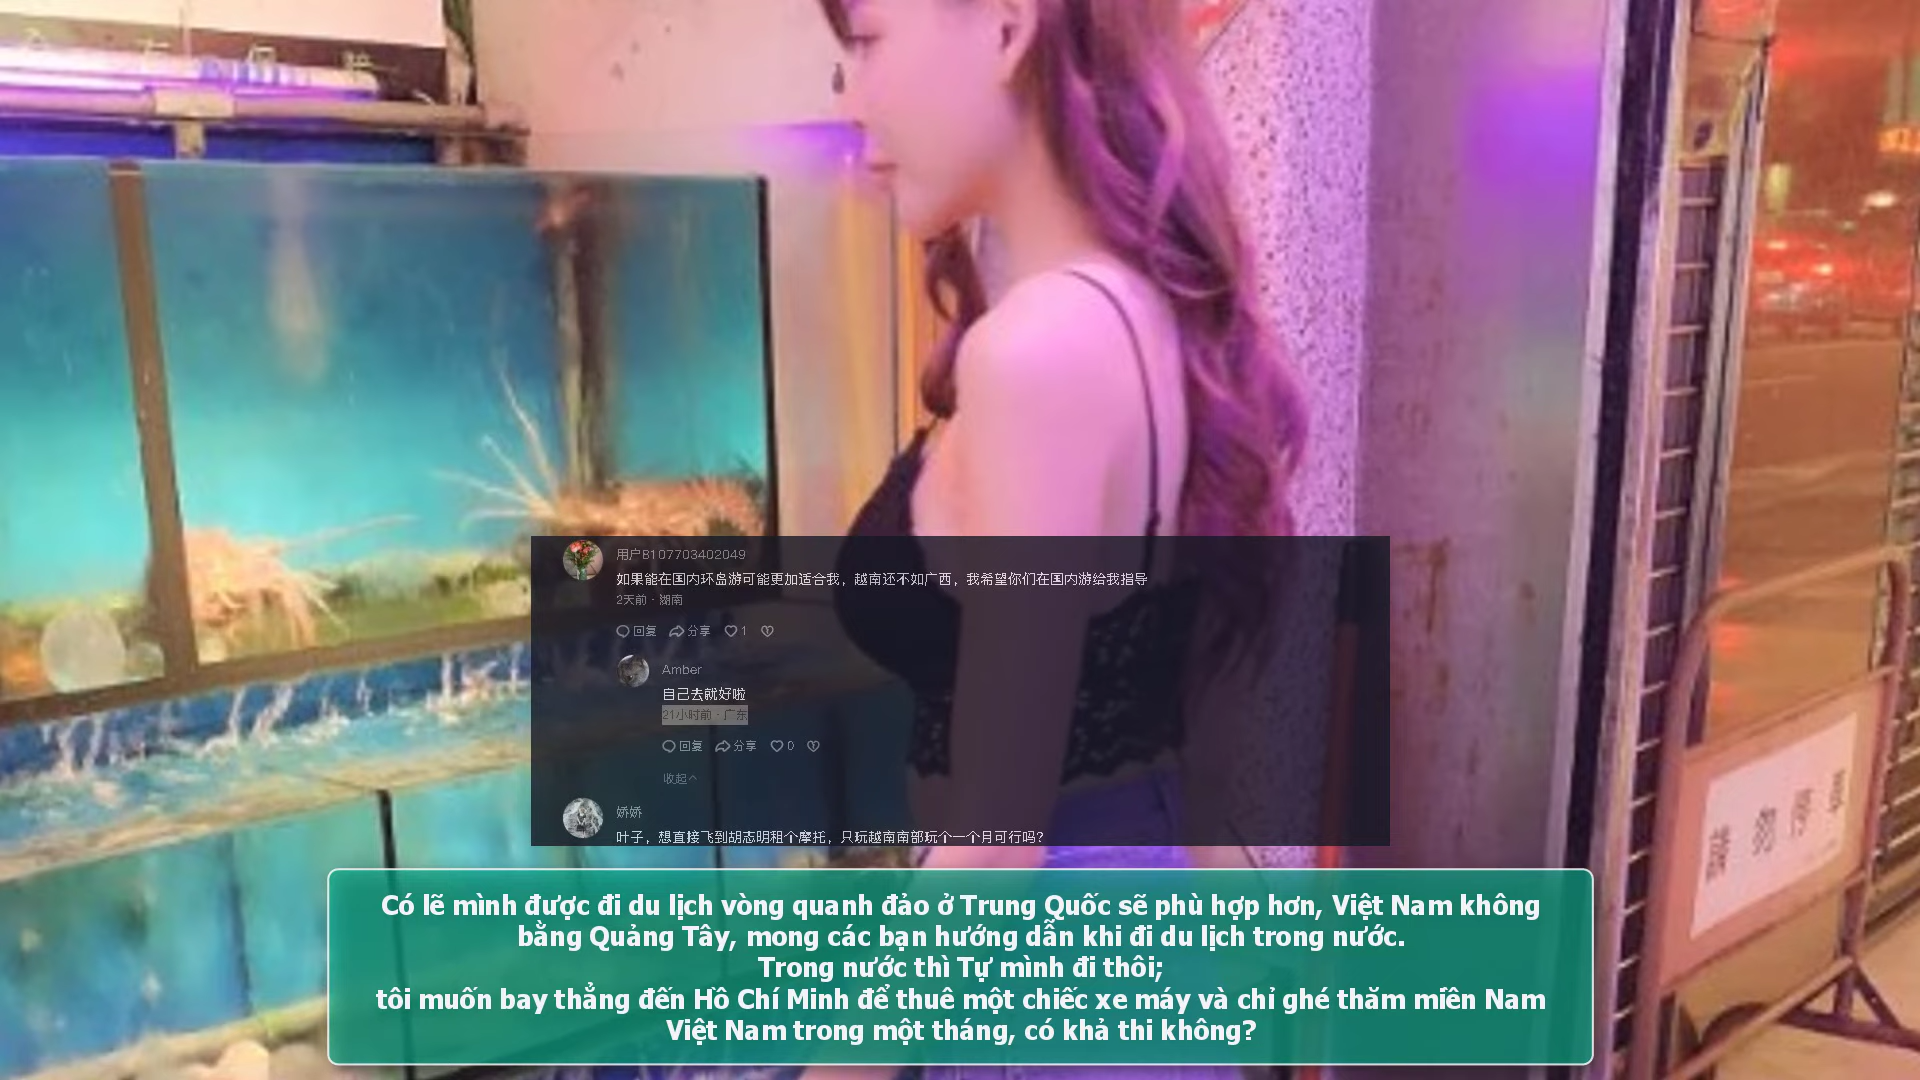 用户B107703402049
如果能在国内环岛游可能更加适合我，越南还不如广西，我希望你们在国内游给我指导
2天前 · 湖南
回复 分享 1
Amber
自己去就好啦
21小时前 · 广东
回复 分享 0
收起
娇娇
叶子，想直接飞到胡志明租个摩托，只玩越南南部玩个一个月可行吗？
Có lẽ mình được đi du lịch vòng quanh đảo ở Trung Quốc sẽ phù hợp hơn, Việt Nam không
bằng Quảng Tây, mong các bạn hướng dẫn khi đi du lịch trong nước.
Trong nước thì Tự mình đi thôi;
tôi muốn bay thẳng đến Hồ Chí Minh để thuê một chiếc xe máy và chỉ ghé thăm miền Nam
Việt Nam trong một tháng, có khả thi không?